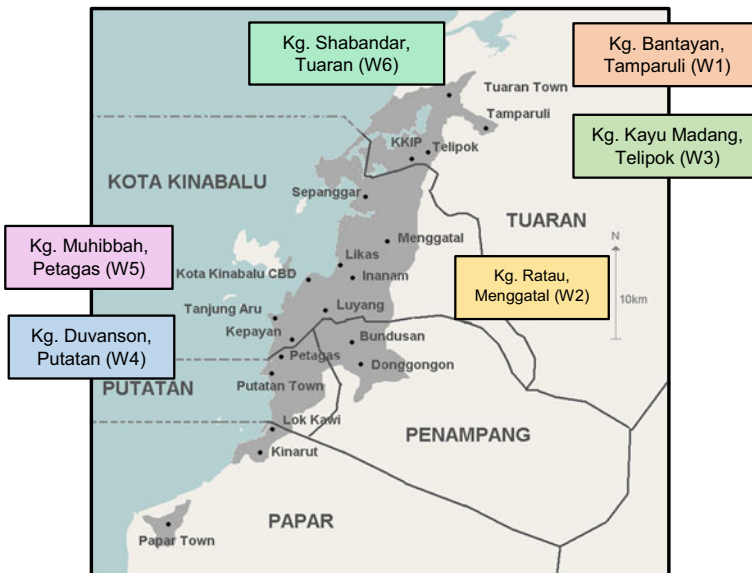 Kg. Shabandar,
Tuaran (W6)
Kg. Bantayan,
Tamparuli (W1)
Tuaran Town
Tamparuli
Kg. Kayu Madang,
Telipok (W3)
KKIP
Telipok
KOTA KINABALU
Sepanggar
TUARAN
Kg. Muhibbah,
Petagas (W5)
Menggatal
N
Likas
Kota Kinabalu CBD
Inanam
Kg. Ratau,
Menggatal (W2)
10km
Tanjung Aru
Luyang
Kg. Duvanson,
Putatan (W4)
Kepayan
Bundusan
Petagas
Donggongon
PUTATAN
Putatan Town
Lok Kawi
PENAMPANG
Kinarut
PAPAR
Papar Town